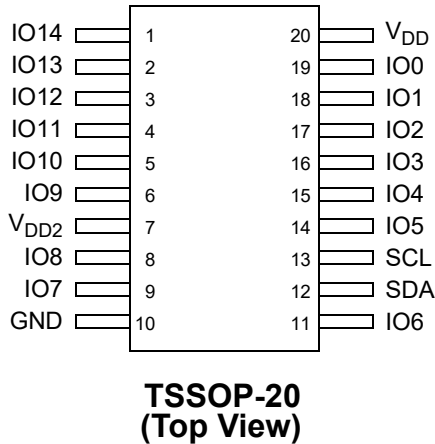 IO14 1 20 V_DD
IO13 2 19 IO0
IO12 3 18 IO1
IO11 4 17 IO2
IO10 5 16 IO3
IO9 6 15 IO4
V_DD2 7 14 IO5
IO8 8 13 SCL
IO7 9 12 SDA
GND 10 11 IO6
TSSOP-20
(Top View)